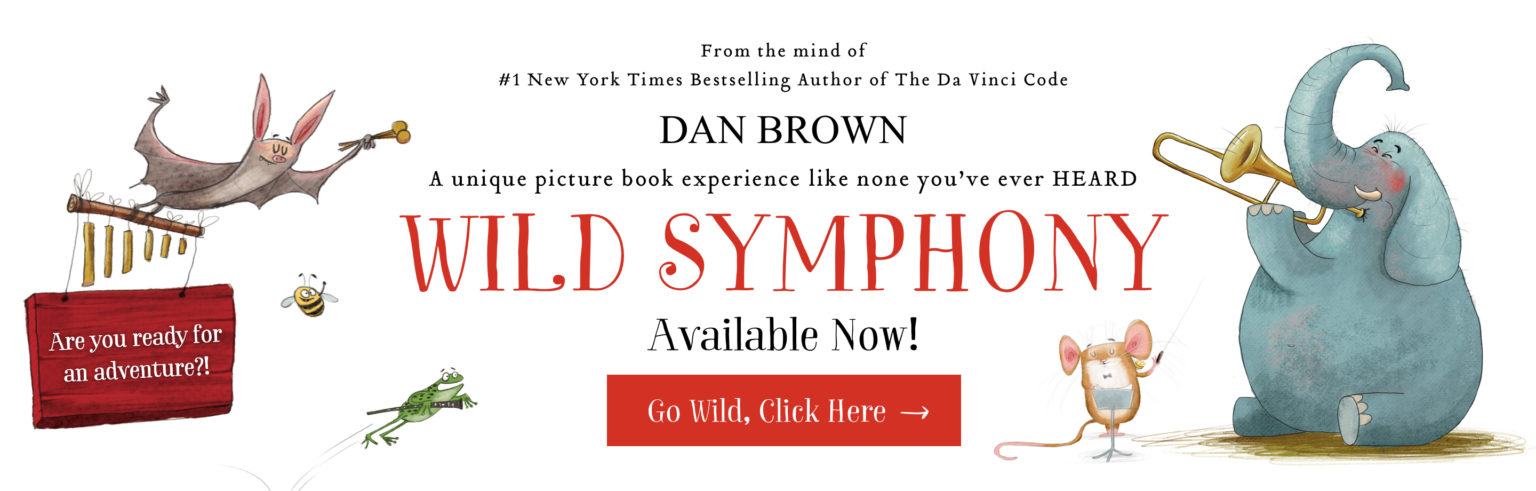 From the mind of
#1 New York Times Bestselling Author of The Da Vinci Code
DAN BROWN
A unique picture book experience like none you've ever HEARD
WILD SYMPHONY
Available Now!
Go Wild, Click Here →
Are you ready for
an adventure?!